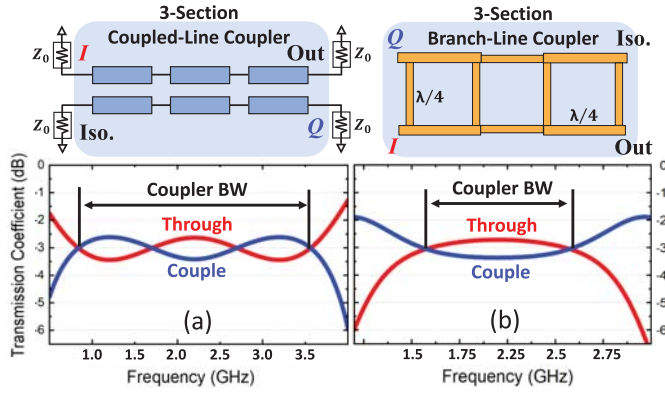 3-Section
Coupled-Line Coupler
Z0
I
Out
Z0
Z0
Iso.
Q
Z0
3-Section
Branch-Line Coupler
Q
Iso.
λ/4
λ/4
I
Out
Transmission Coefficient (dB)
0
-1
-2
-3
-4
-5
-6
Coupler BW
Through
Couple
(a)
1.0
1.5
2.0
2.5
3.0
3.5
Frequency (GHz)
Coupler BW
Through
Couple
(b)
0
-1
-2
-3
-4
-5
-6
1.5
1.75
2.25
2.5
2.75
Frequency (GHz)